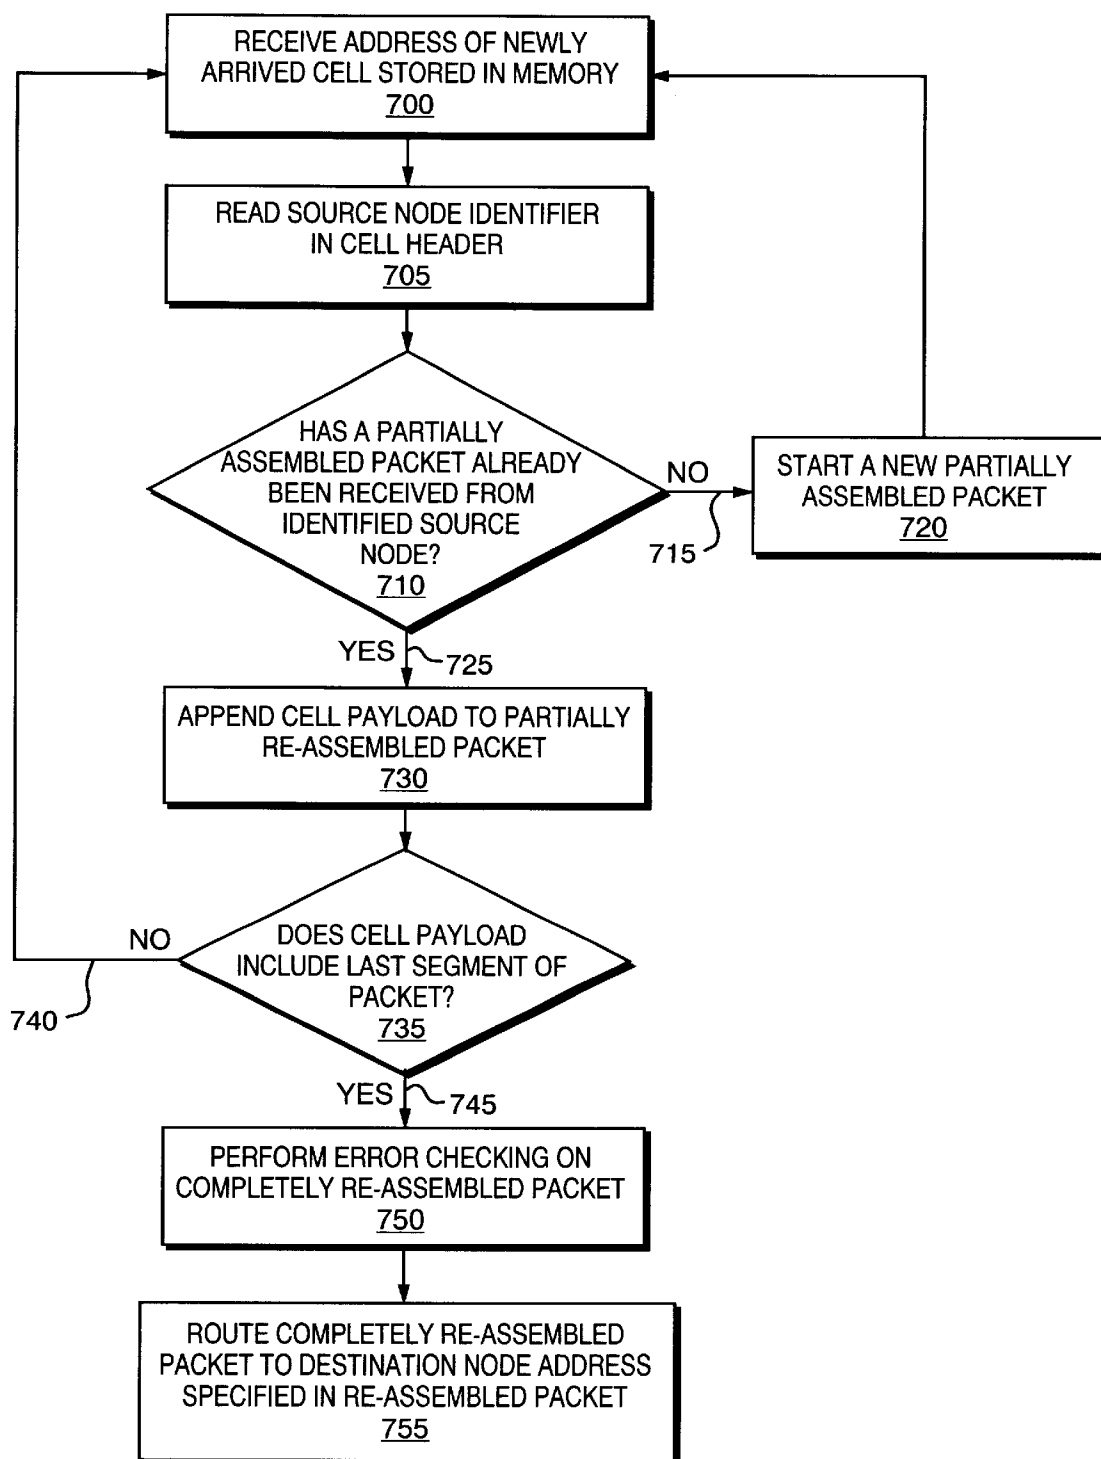 RECEIVE ADDRESS OF NEWLY
ARRIVED CELL STORED IN MEMORY
700
READ SOURCE NODE IDENTIFIER
IN CELL HEADER
705
HAS A PARTIALLY
ASSEMBLED PACKET ALREADY
BEEN RECEIVED FROM
IDENTIFIED SOURCE
NODE?
710
NO
715
START A NEW PARTIALLY
ASSEMBLED PACKET
720
YES
725
APPEND CELL PAYLOAD TO PARTIALLY
RE-ASSEMBLED PACKET
730
DOES CELL PAYLOAD
INCLUDE LAST SEGMENT OF
PACKET?
735
NO
740
YES
745
PERFORM ERROR CHECKING ON
COMPLETELY RE-ASSEMBLED PACKET
750
ROUTE COMPLETELY RE-ASSEMBLED
PACKET TO DESTINATION NODE ADDRESS
SPECIFIED IN RE-ASSEMBLED PACKET
755